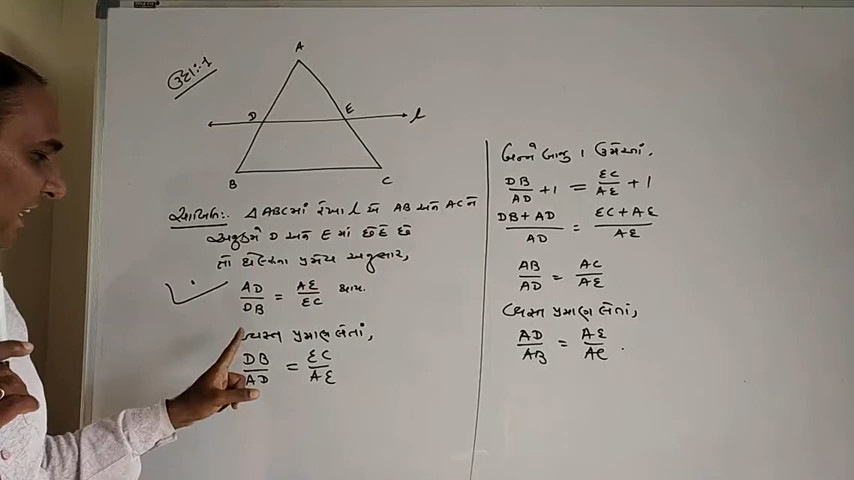 ઉદા:-1
A
D
E
l
B
C
સાબિત:- △ABCમાં રેખા l એ AB અને ACને
અનુક્રમે D અને E માં છેદે છે
તો થેલ્સના પ્રમેય અનુસાર,
AD/DB = AE/EC થાય.
વ્યસ્ત પ્રમાણ લેતાં,
DB/AD = EC/AE
બન્ને બાજુ 1 ઉમેરતાં,
DB/AD + 1 = EC/AE + 1
DB + AD/AD = EC + AE/AE
AB/AD = AC/AE
વ્યસ્ત પ્રમાણ લેતાં,
AD/AB = AE/AC .